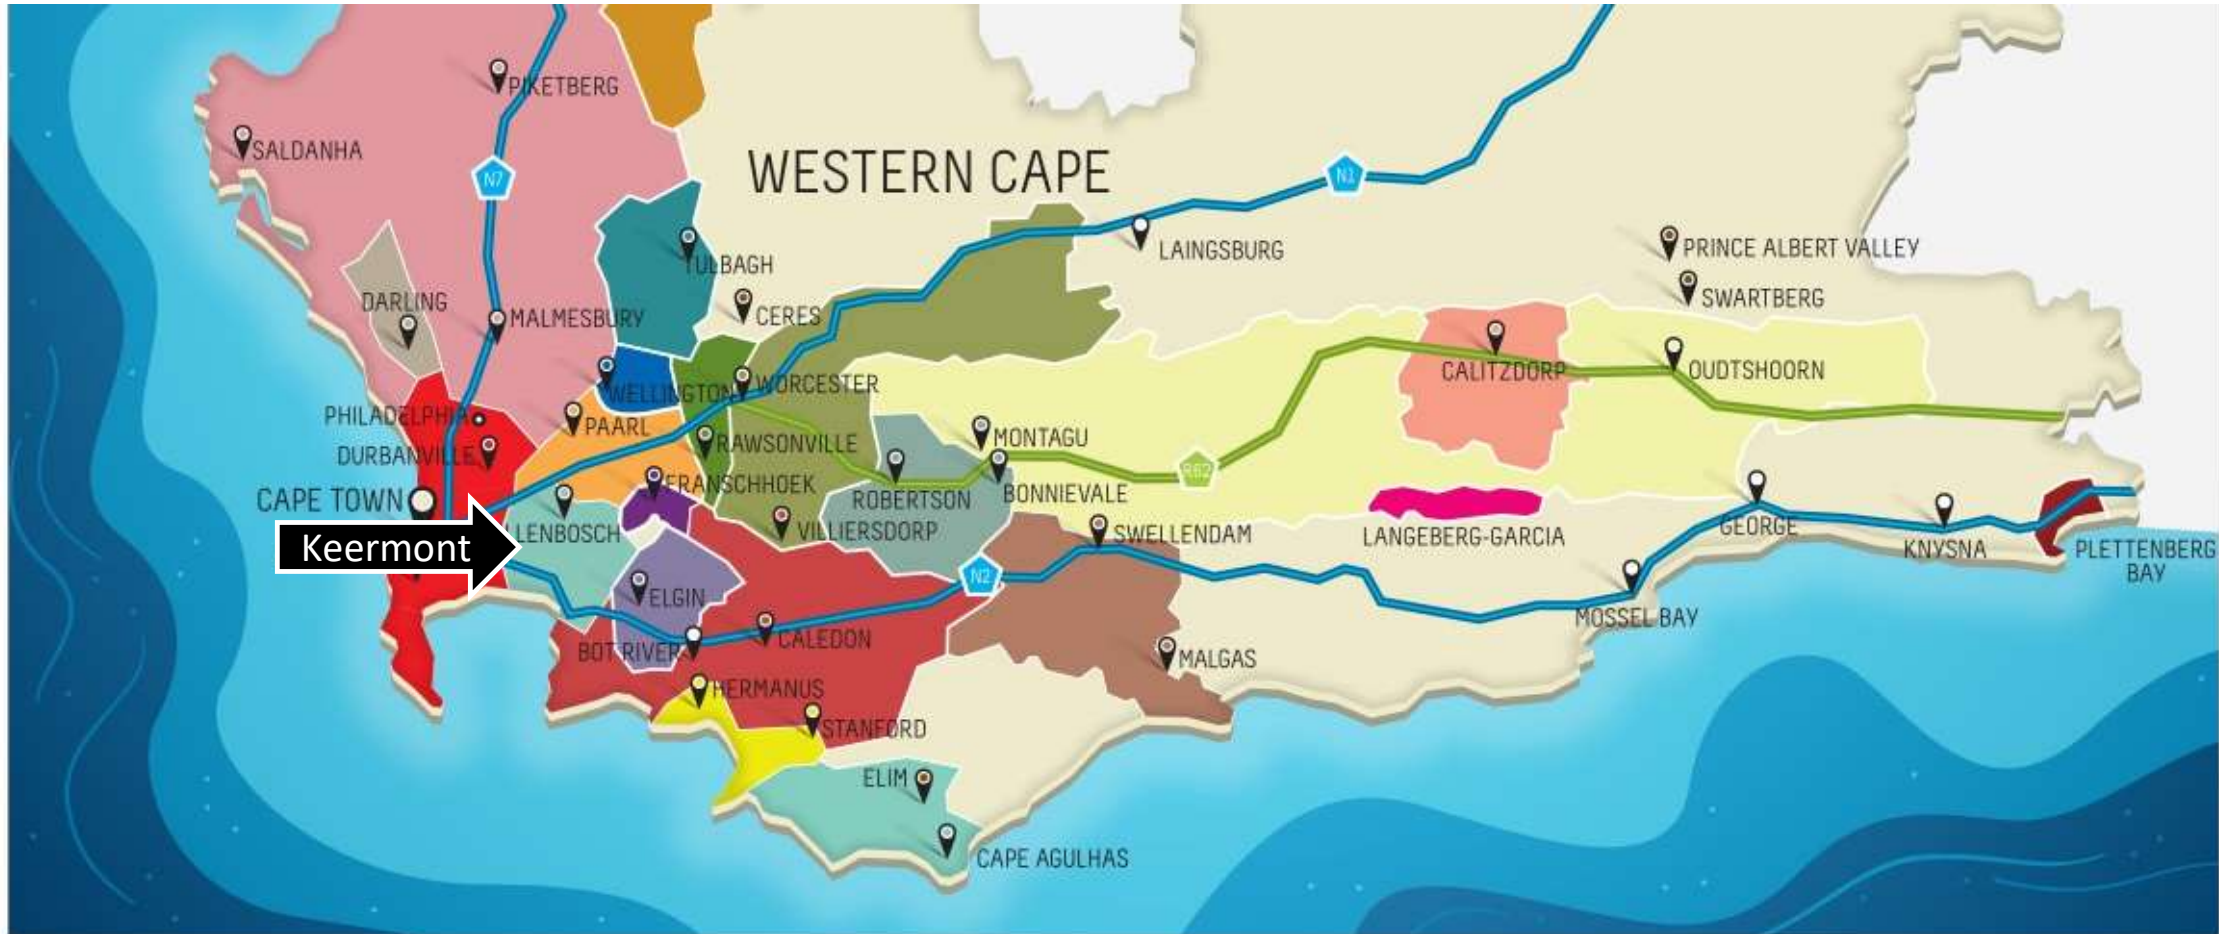 PIKETBERG
SALDANHA
N7
WESTERN CAPE
N1
LAINGSBURG
PRINCE ALBERT VALLEY
SWARTBERG
TULBAGH
DARLING
MALMESBURY
CERES
CALITZDORP
OUDTSHOORN
WELLINGTON
WORCESTER
PHILADELPHIA
PAARL
DURBANVILLE
RAWSONVILLE
MONTAGU
R62
FRANSCHHOEK
ROBERTSON
BONNIEVALE
CAPE TOWN
LLENBOSCH
VILLIERSDORP
SWELLENDAM
LANGEBERG-GARCIA
GEORGE
KNYSNA
PLETTENBERG
BAY
Keermont
N2
ELGIN
MOSSEL BAY
CALEDON
BOT RIVER
MALGAS
HERMANUS
STANFORD
ELIM
CAPE AGULHAS